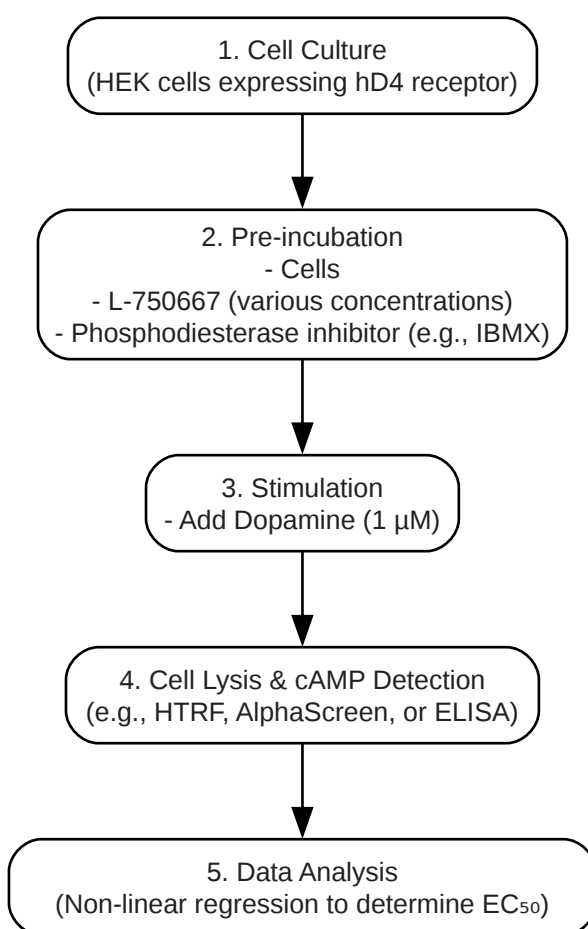 1. Cell Culture
(HEK cells expressing hD4 receptor)
2. Pre-incubation
- Cells
- L-750667 (various concentrations)
- Phosphodiesterase inhibitor (e.g., IBMX)
3. Stimulation
- Add Dopamine (1 µM)
4. Cell Lysis & cAMP Detection
(e.g., HTRF, AlphaScreen, or ELISA)
5. Data Analysis
(Non-linear regression to determine EC₅₀)